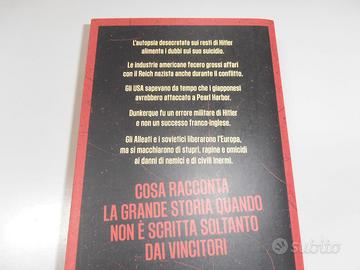 L'autopsia desecretata sui resti di Hitler
alimenta i dubbi sul suo suicidio.
Le industrie americane fecero grossi affari
con il Reich nazista anche durante il conflitto.
Gli USA sapevano da tempo che i giapponesi
avrebbero attaccato a Pearl Harbor.
Dunkerque fu un errore militare di Hitler
e non un successo franco-inglese.
Gli Alleati e i sovietici liberarono l'Europa,
ma si macchiarono di stupri, rapine e omicidi
ai danni di nemici e di civili inermi.
COSA RACCONTA
LA GRANDE STORIA QUANDO
NON È SCRITTA SOLTANTO
DAI VINCITORI
subito